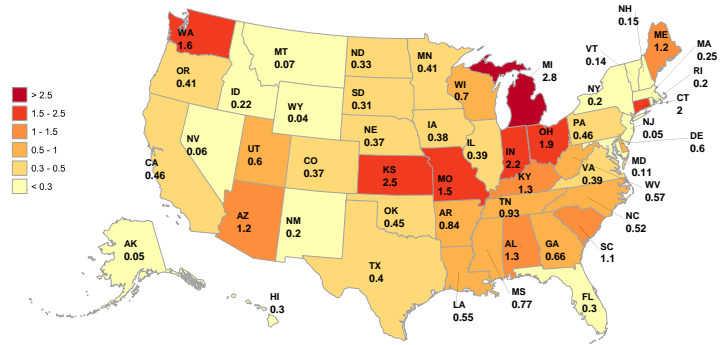 > 2.5
1.5 - 2.5
1 - 1.5
0.5 - 1
0.3 - 0.5
< 0.3
WA
1.6
OR
0.41
CA
0.46
NV
0.06
ID
0.22
MT
0.07
WY
0.04
UT
0.6
AZ
1.2
CO
0.37
NM
0.2
ND
0.33
SD
0.31
NE
0.37
KS
2.5
OK
0.45
TX
0.4
MN
0.41
IA
0.38
MO
1.5
AR
0.84
LA
0.55
WI
0.7
IL
0.39
MI
2.8
IN
2.2
OH
1.9
KY
1.3
TN
0.93
MS
0.77
AL
1.3
GA
0.66
FL
0.3
SC
1.1
NC
0.52
WV
0.57
VA
0.39
MD
0.11
DE
0.6
PA
0.46
NJ
0.05
NY
0.2
CT
2
RI
0.2
MA
0.25
VT
0.14
NH
0.15
ME
1.2
AK
0.05
HI
0.3